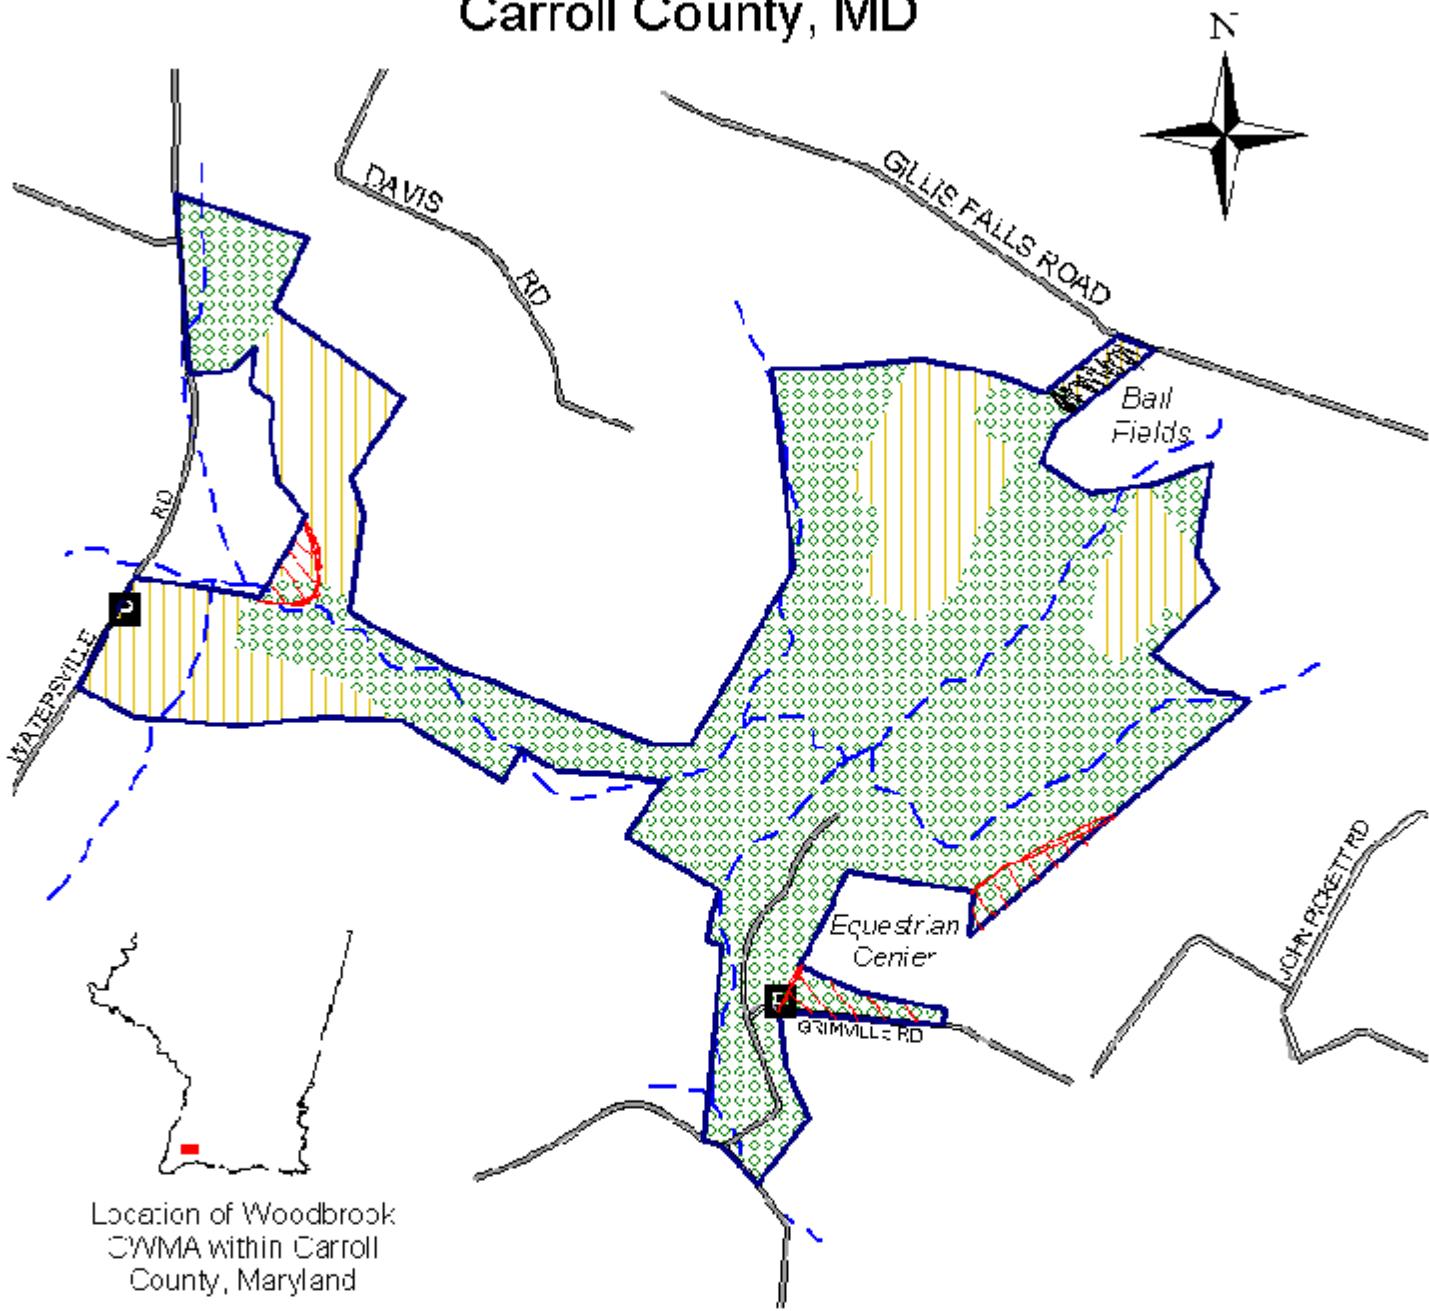 Carroll County, MD
N
DAVIS
RD
GILLIS FALLS ROAD
Ball
Fields
RD
P
WATERSVILLE
JOHN PICKETT RD
Equestrian
Center
GRIMVILLE RD
Location of Woodbrook
CWMA within Carroll
County, Maryland